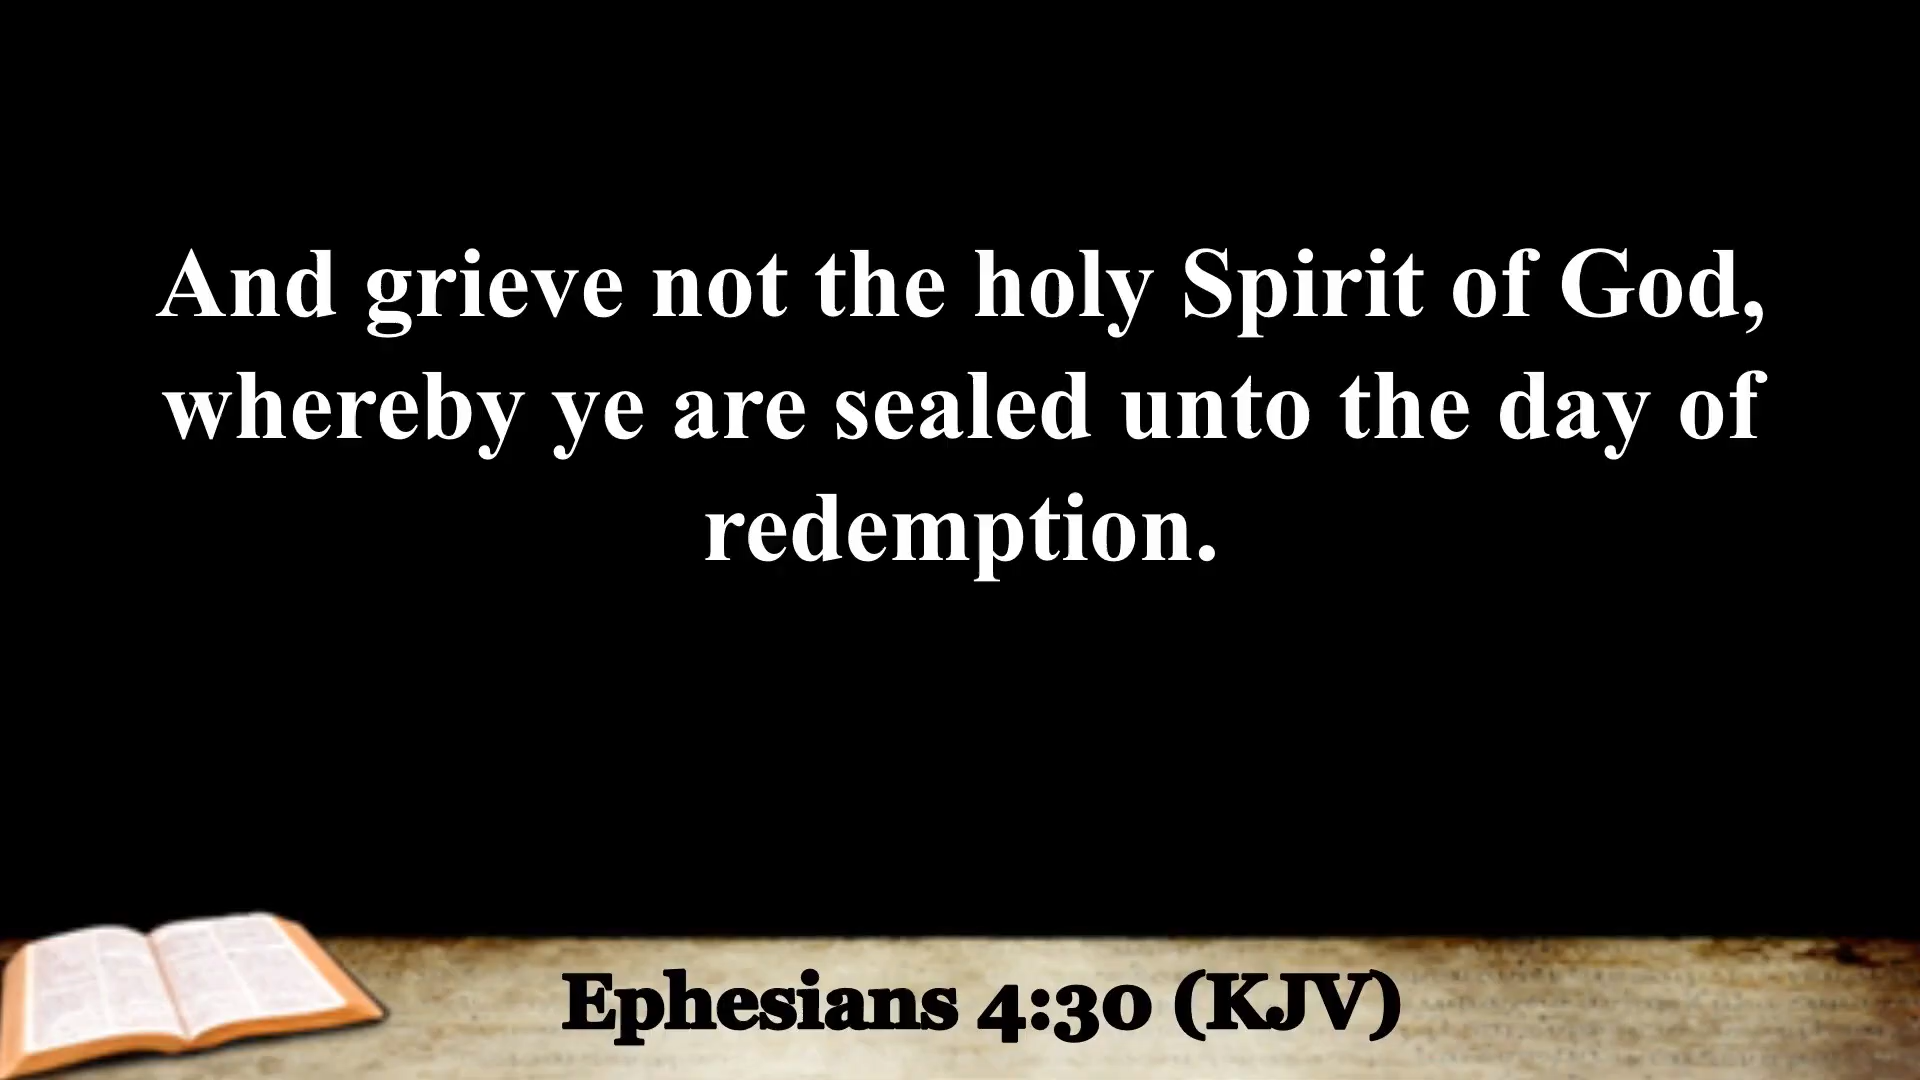 And grieve not the holy Spirit of God,
whereby ye are sealed unto the day of
redemption.
Ephesians 4:30 (KJV)